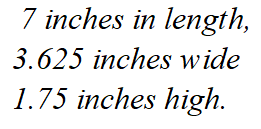 7 inches in length,
3.625 inches wide
1.75 inches high.